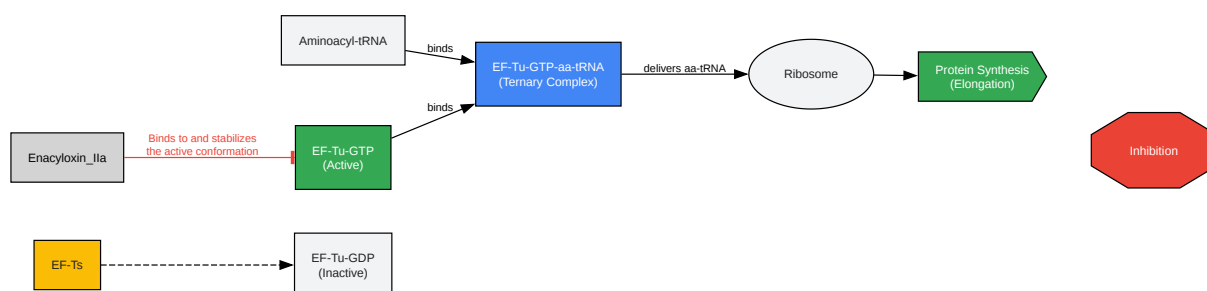 Aminoacyl-tRNA
binds
EF-Tu-GTP-aa-tRNA
(Ternary Complex)
delivers aa-tRNA
Ribosome
Protein Synthesis
(Elongation)
binds
Enacyloxin_IIa
Binds to and stabilizes
the active conformation
EF-Tu-GTP
(Active)
Inhibition
EF-Ts
EF-Tu-GDP
(Inactive)